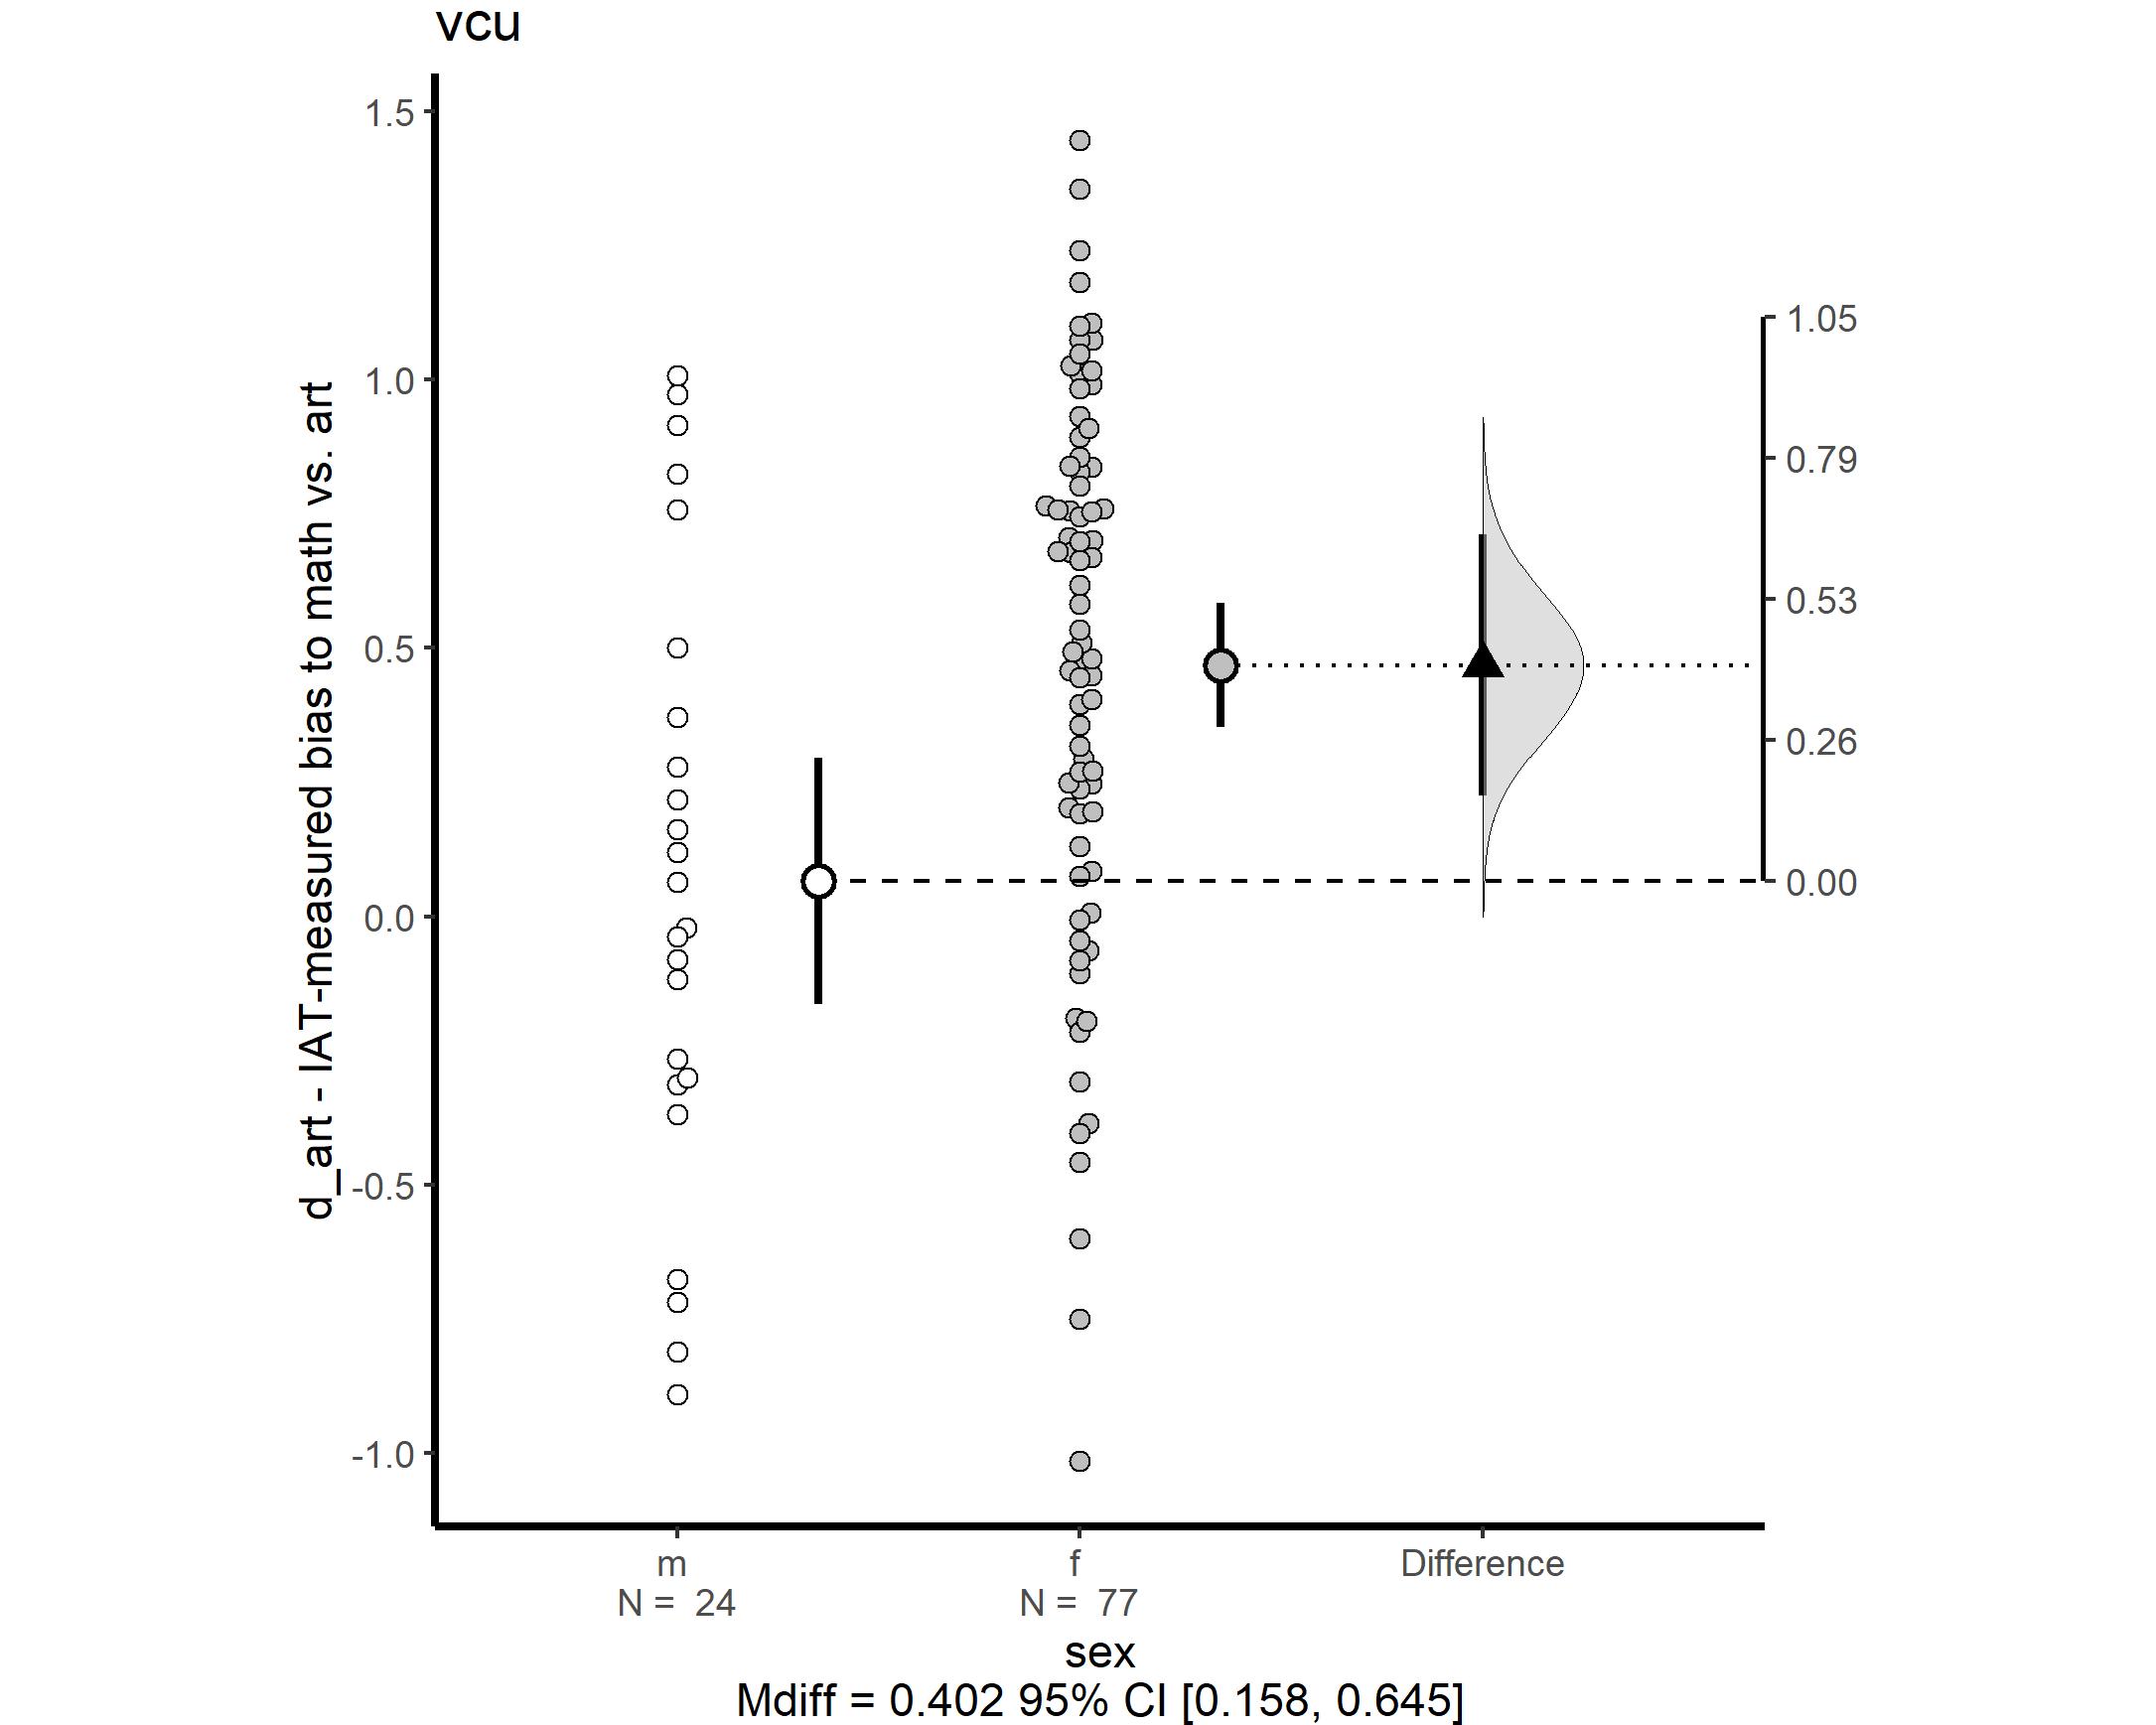 vcu
d_art - IAT-measured bias to math vs. art
1.5
1.0
0.5
0.0
-0.5
-1.0
1.05
0.79
0.53
0.26
0.00
m
N =  24
f
N =  77
Difference
sex
Mdiff = 0.402 95% CI [0.158, 0.645]